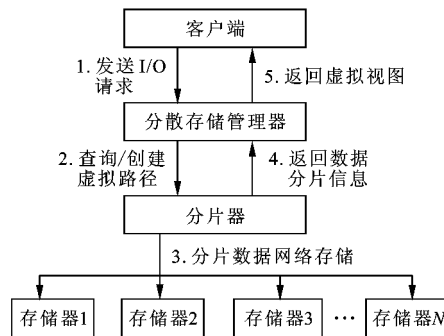 客户端
1. 发送 I/O
请求
5. 返回虚拟视图
分散存储管理器
2. 查询/创建
虚拟路径
4. 返回数据
分片信息
分片器
3. 分片数据网络存储
存储器1 存储器2 存储器3 … 存储器N